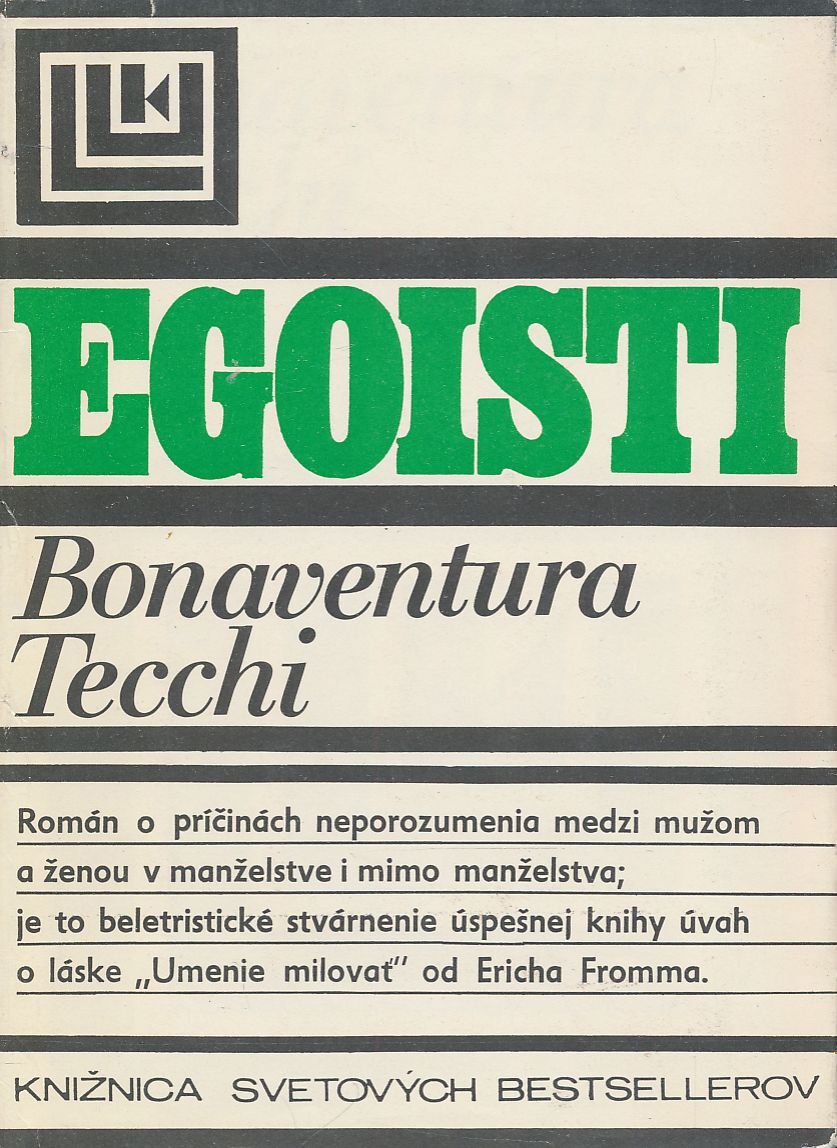 EGOISTI
Bonaventura
Tecchi
Román o príčinách neporozumenia medzi mužom
a ženou v manželstve i mimo manželstva;
je to beletristické stvárnenie úspešnej knihy úvah
o láske „Umenie milovať" od Ericha Fromma.
KNIŽNICA SVETOVÝCH BESTSELLEROV